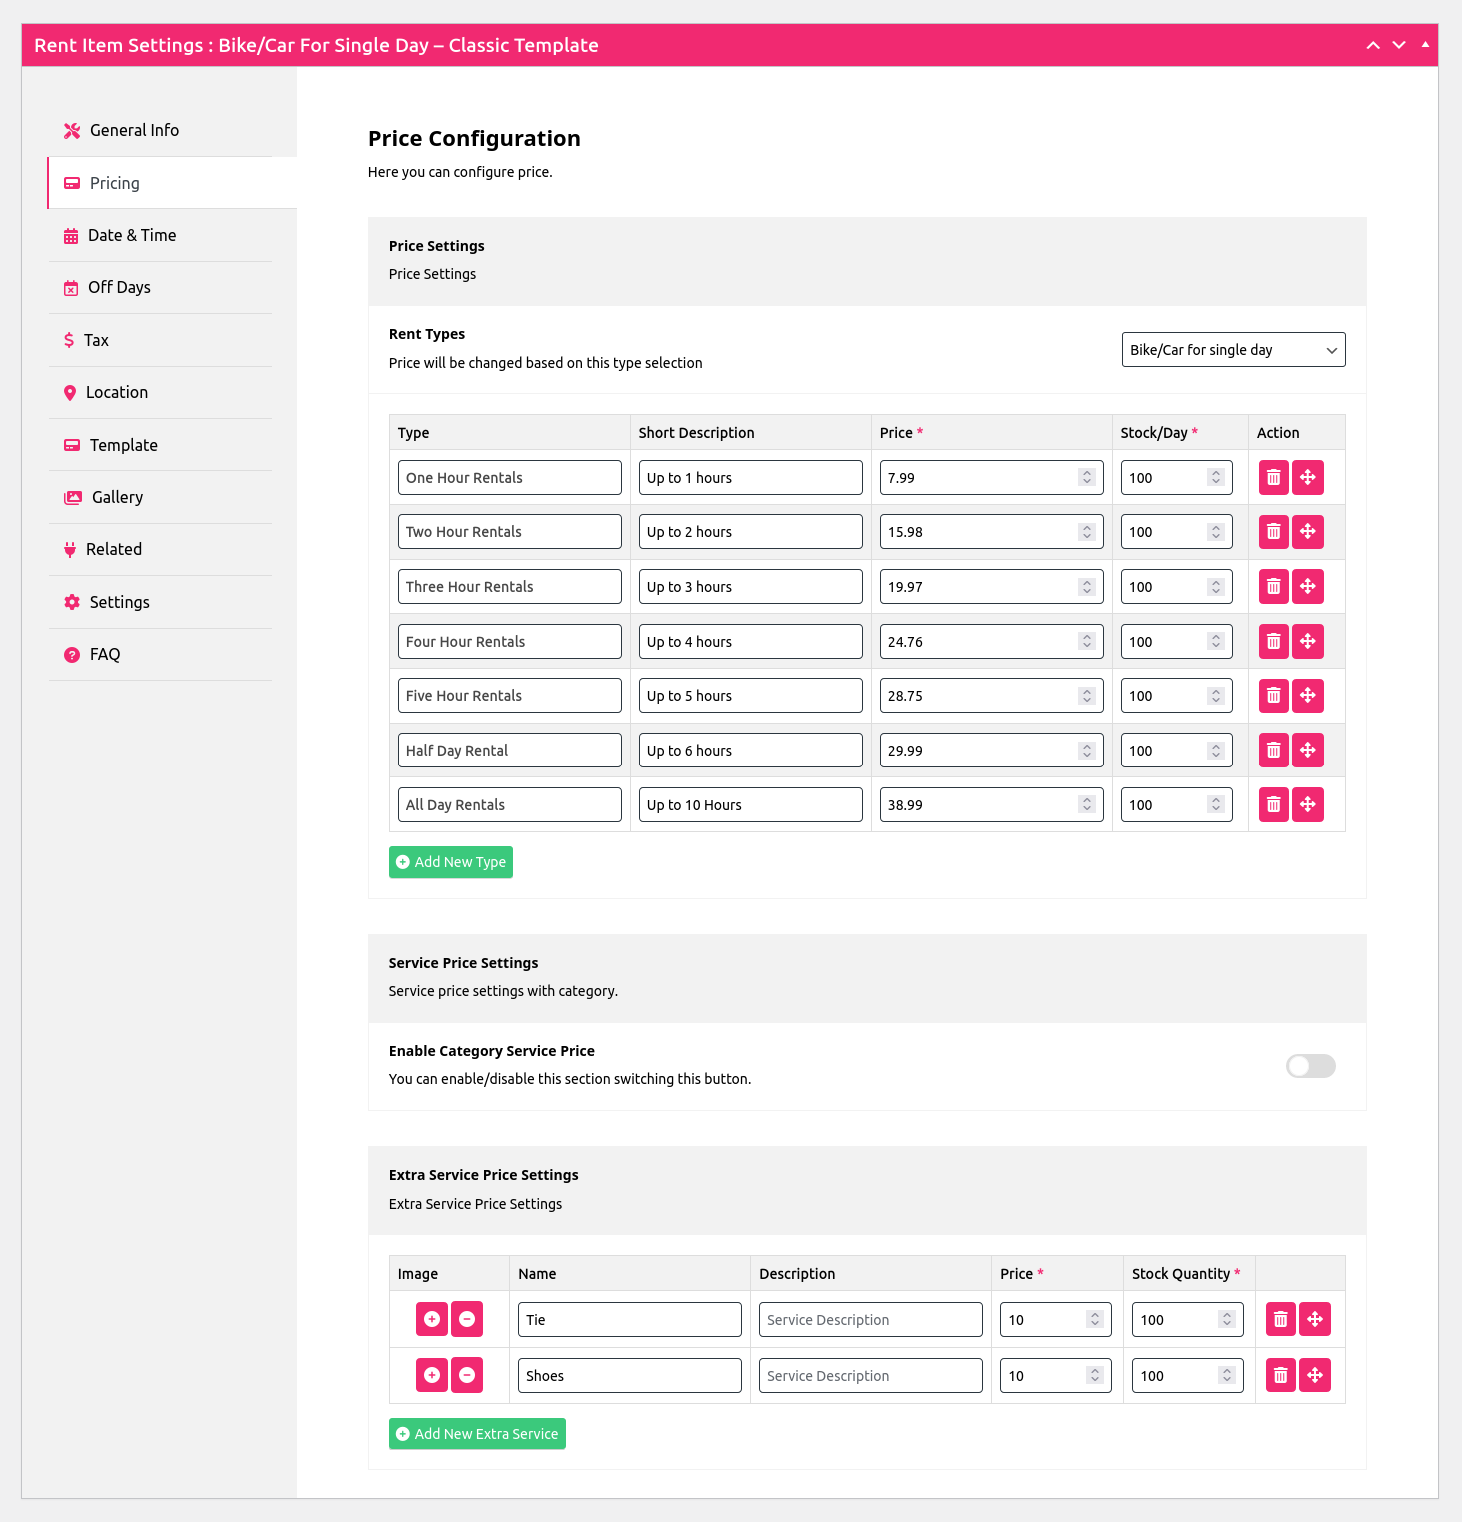 Rent Item Settings : Bike/Car For Single Day – Classic Template
General Info
Pricing
Date & Time
Off Days
Tax
Location
Template
Gallery
Related
Settings
FAQ
Price Configuration
Here you can configure price.
Price Settings
Price Settings
Rent Types
Price will be changed based on this type selection
Bike/Car for single day
Type Short Description Price * Stock/Day * Action
One Hour Rentals Up to 1 hours 7.99 100
Two Hour Rentals Up to 2 hours 15.98 100
Three Hour Rentals Up to 3 hours 19.97 100
Four Hour Rentals Up to 4 hours 24.76 100
Five Hour Rentals Up to 5 hours 28.75 100
Half Day Rental Up to 6 hours 29.99 100
All Day Rentals Up to 10 Hours 38.99 100
Add New Type
Service Price Settings
Service price settings with category.
Enable Category Service Price
You can enable/disable this section switching this button.
Extra Service Price Settings
Extra Service Price Settings
Image Name Description Price * Stock Quantity *
Tie Service Description 10 100
Shoes Service Description 10 100
Add New Extra Service